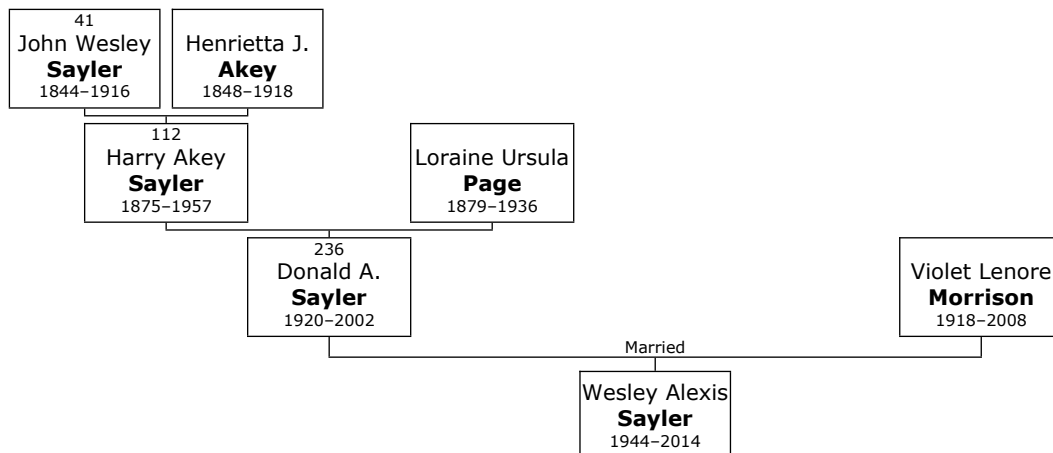 41
John Wesley
Sayler
1844–1916
Henrietta J.
Akey
1848–1918
112
Harry Akey
Sayler
1875–1957
Loraine Ursula
Page
1879–1936
236
Donald A.
Sayler
1920–2002
Violet Lenore
Morrison
1918–2008
Married
Wesley Alexis
Sayler
1944–2014